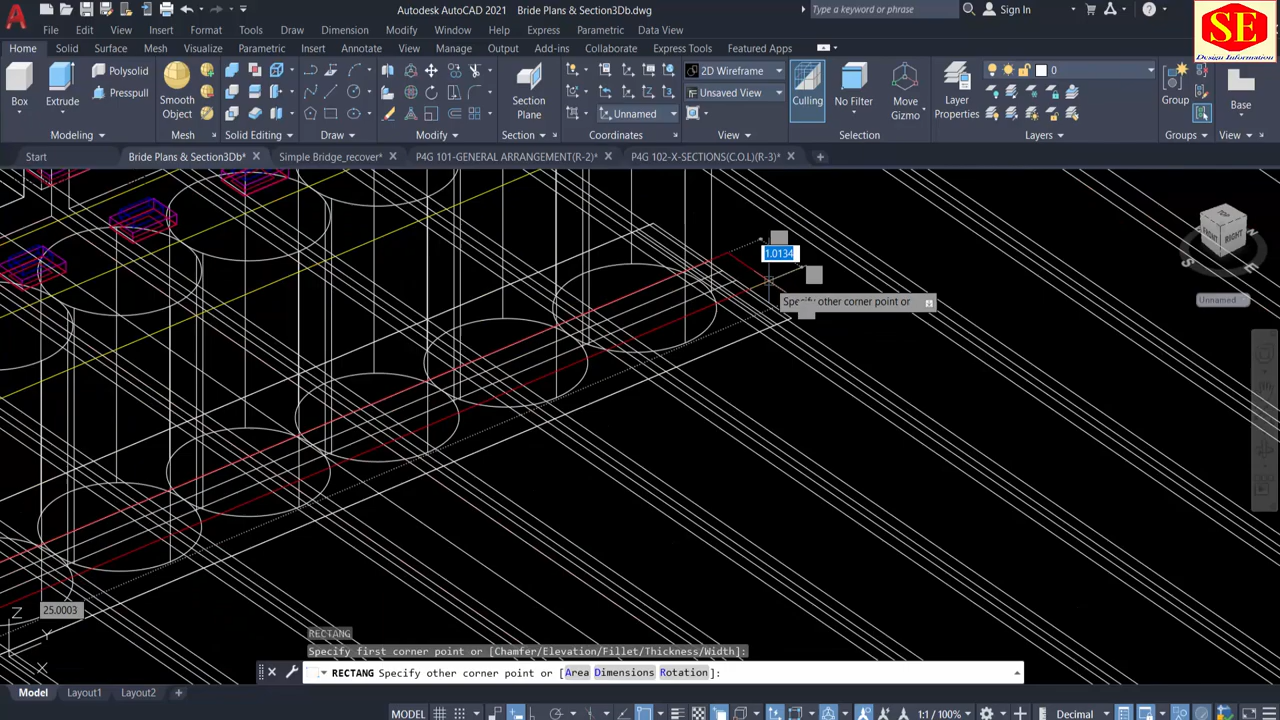 Autodesk AutoCAD 2021 Bride Plans & Section3Db.dwg
Type a keyword or phrase
Sign In
SE
Design Information
File Edit View Insert Format Tools Draw Dimension Modify Window Help Express Parametric Data View
Home Solid Surface Mesh Visualize Parametric Insert Annotate View Manage Output Add-ins Collaborate Express Tools Featured Apps
Box
Extrude
Polysolid
Presspull
Smooth
Object
Section
Plane
Unnamed
2D Wireframe
Unsaved View
Culling
No Filter
Move
Gizmo
Layer
Properties
0
Group
Base
Modeling Mesh Solid Editing Draw Modify Section Coordinates View Selection Layers Groups View
Start Bride Plans & Section3Db* Simple Bridge_recover* P4G 101-GENERAL ARRANGEMENT(R-2)* P4G 102-X-SECTIONS(C.O.L)(R-3)*
TOP
FRONT RIGHT
S E
Unnamed
1.0134
Specify other corner point or
25.0003
Z
Y
X
RECTANG
Specify first corner point or [Chamfer/Elevation/Fillet/Thickness/Width]:
RECTANG Specify other corner point or [Area Dimensions Rotation]:
Model Layout1 Layout2
MODEL 1:1 / 100% Decimal